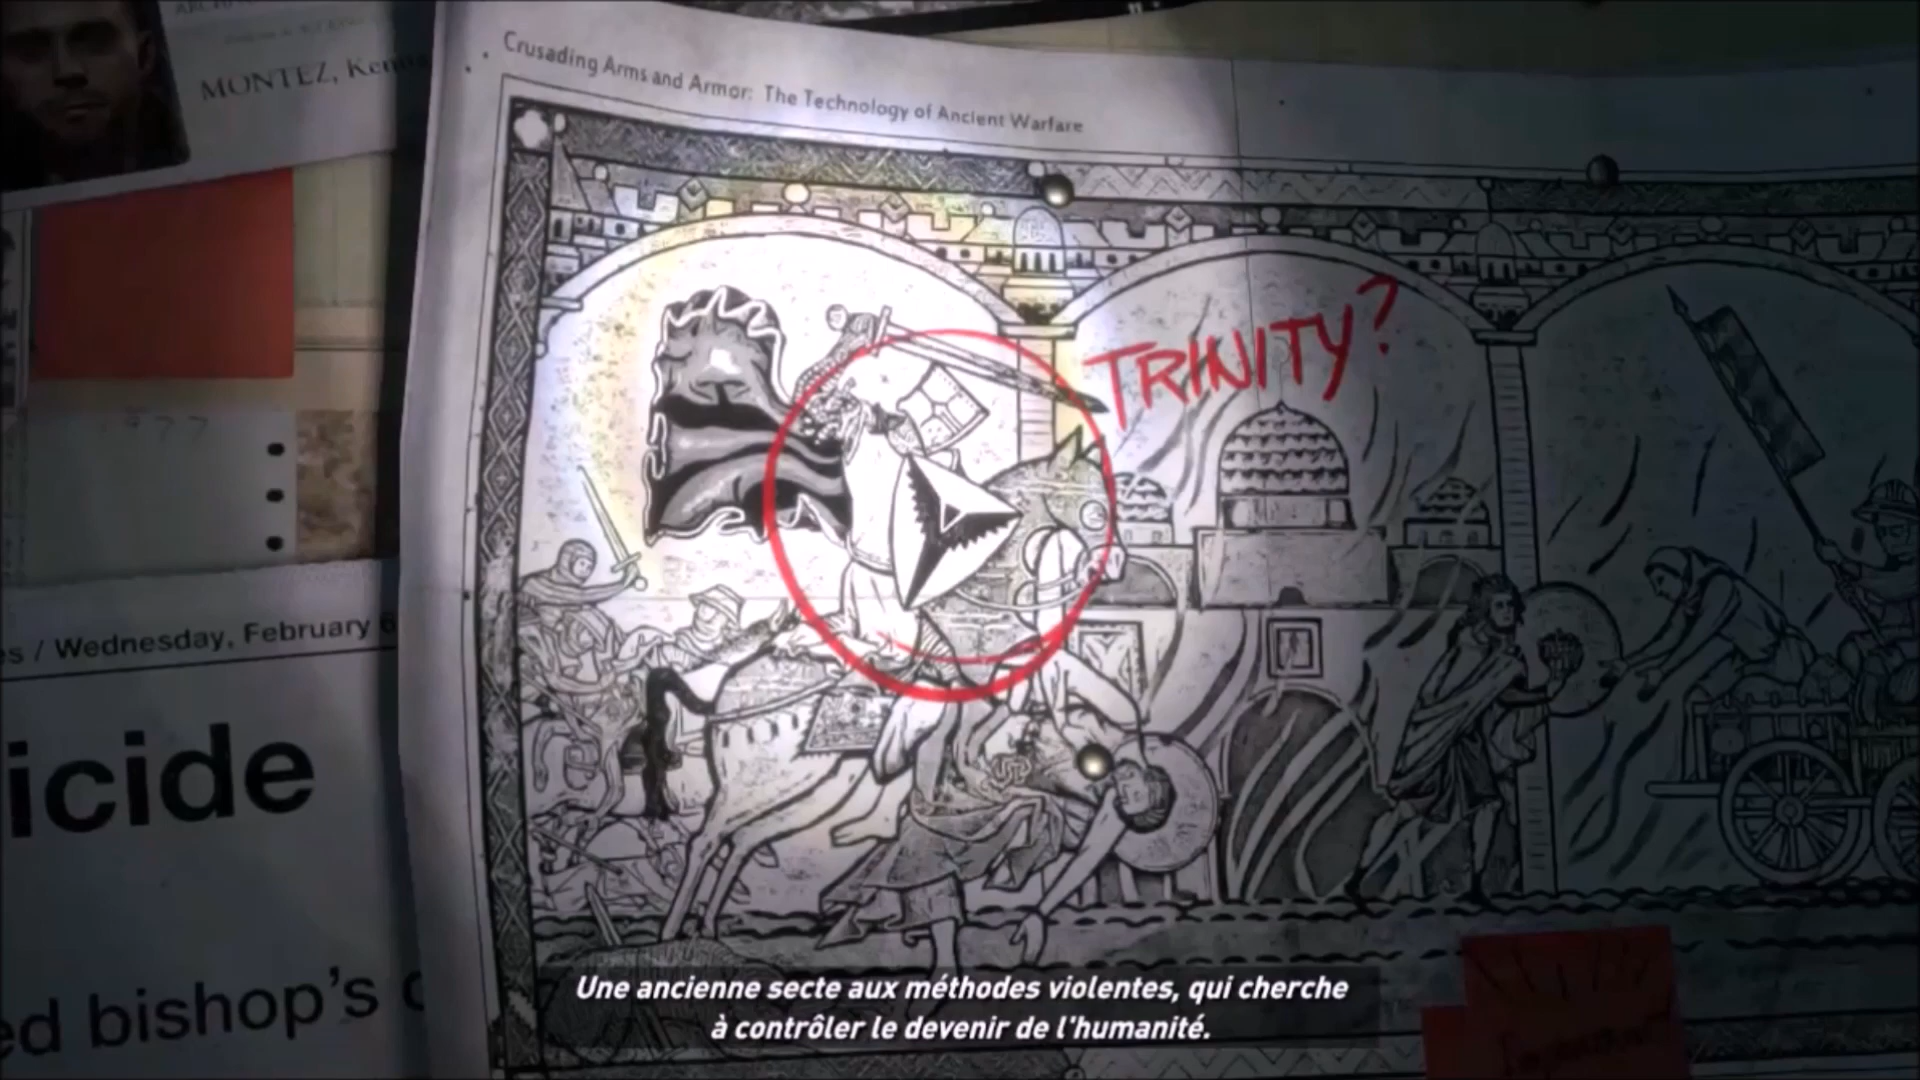 MONTEZ,
Crusading Arms and Armor: The Technology of Ancient Warfare
TRINITY?
1977
/ Wednesday, February 6
icide
ed bishop's
Une ancienne secte aux méthodes violentes, qui cherche
à contrôler le devenir de l'humanité.